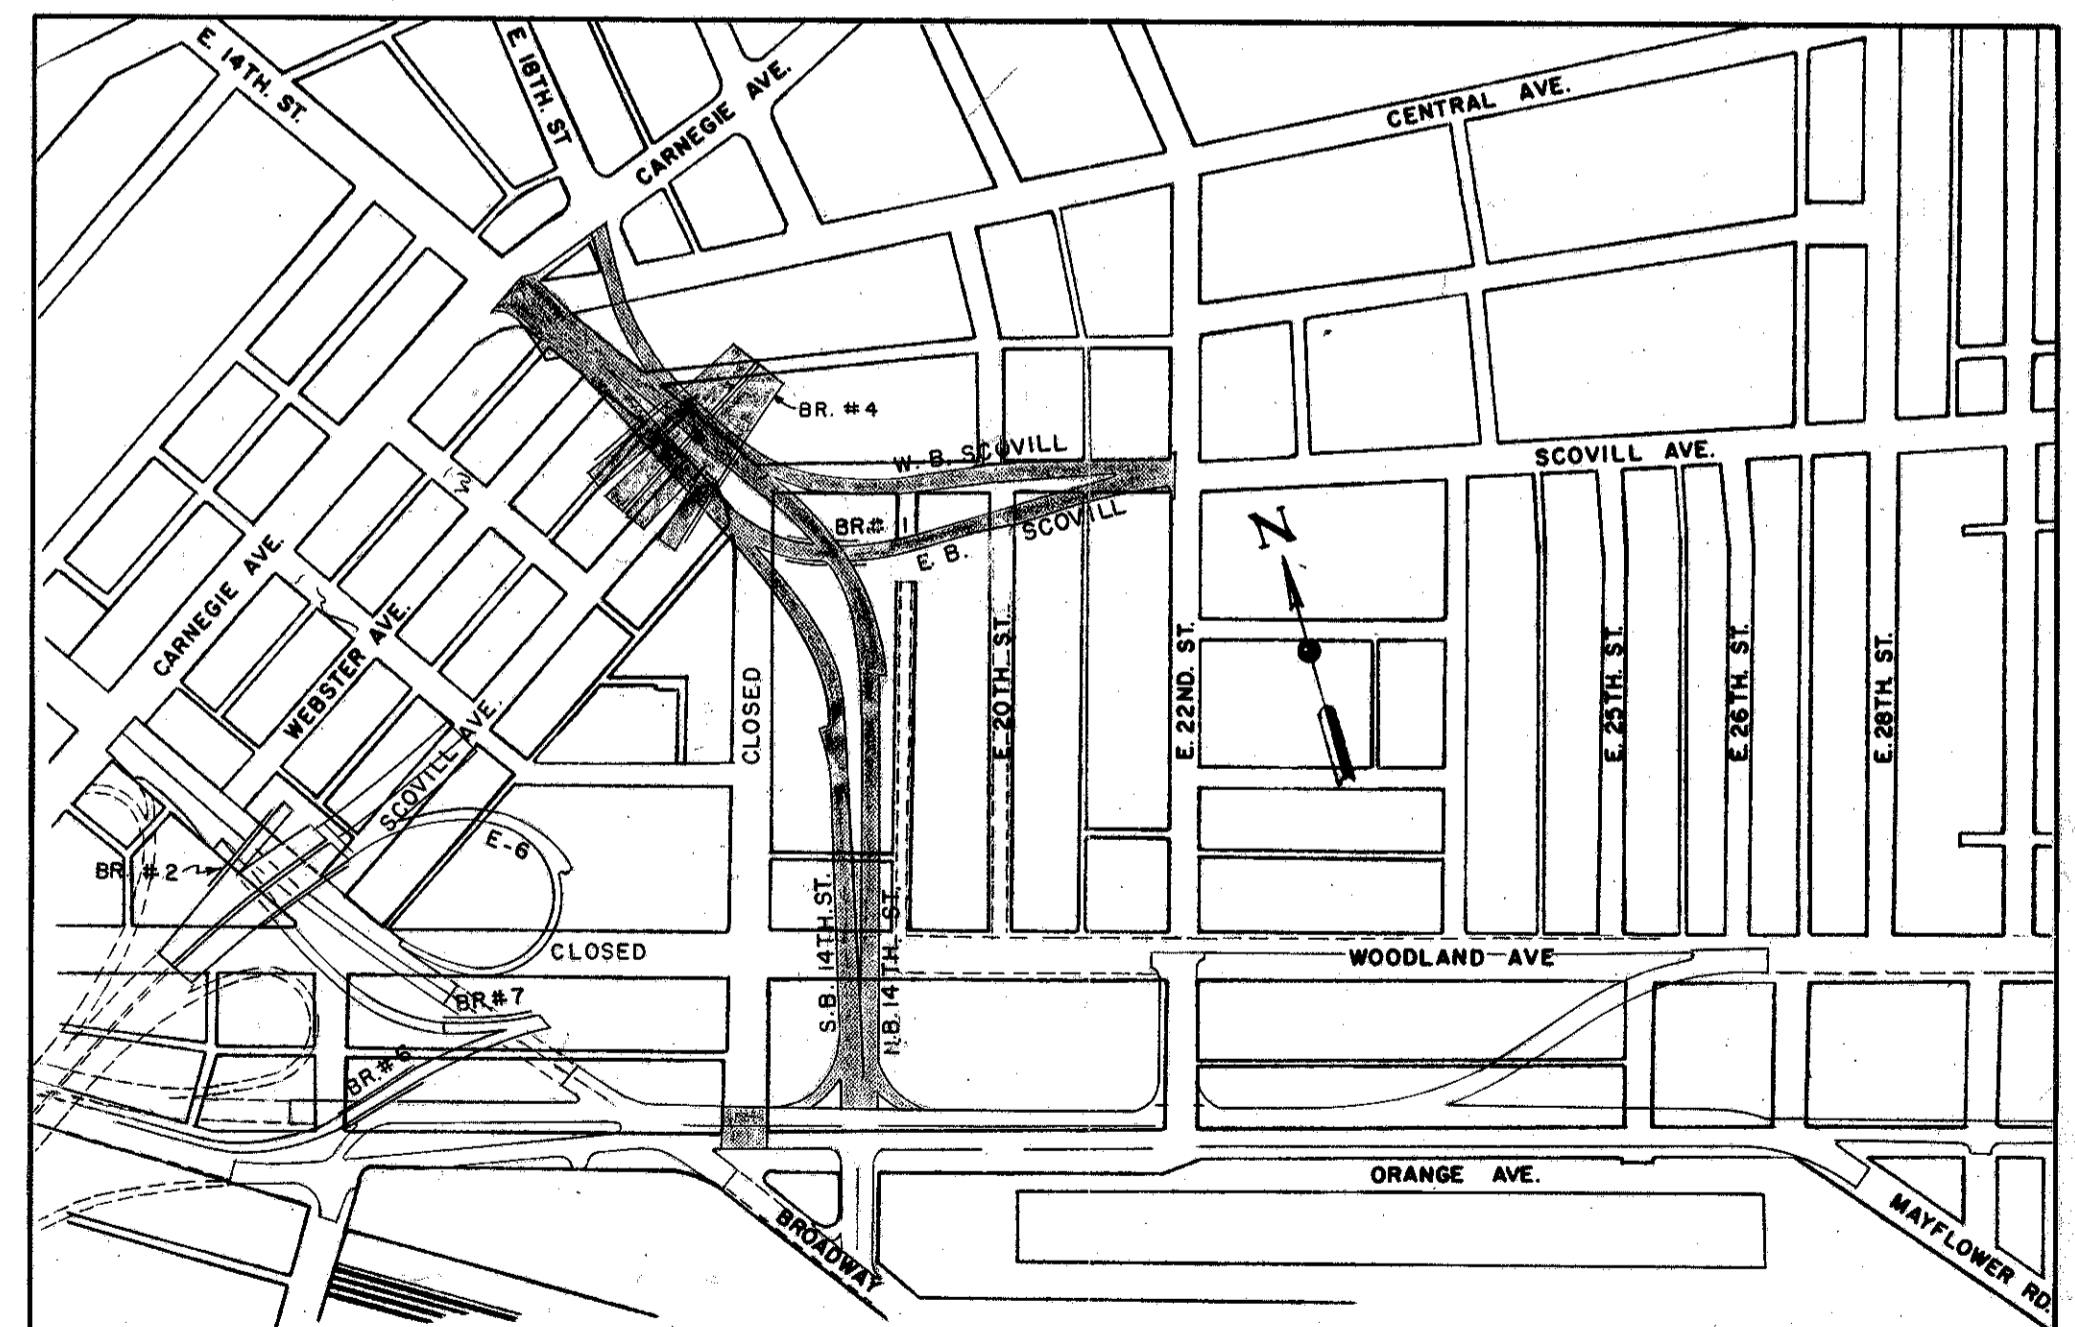 E. 14TH. ST.
E 18TH. ST
CARNEGIE AVE.
CENTRAL AVE.
BR. #4
W. B. SCOVILL
SCOVILL AVE.
BR.# 1
E. B. SCOVILL
N
CARNEGIE AVE.
WEBSTER AVE.
SCOVILL AVE.
CLOSED
E. 20TH. ST.
E. 22ND. ST.
E. 25TH. ST.
E. 26TH. ST.
E. 28TH. ST.
E-6
BR. #2
S.B. 14TH. ST.
N.B. 14TH. ST.
CLOSED
WOODLAND AVE
BR.#7
BR.#6
ORANGE AVE.
BROADWAY
MAYFLOWER RD.